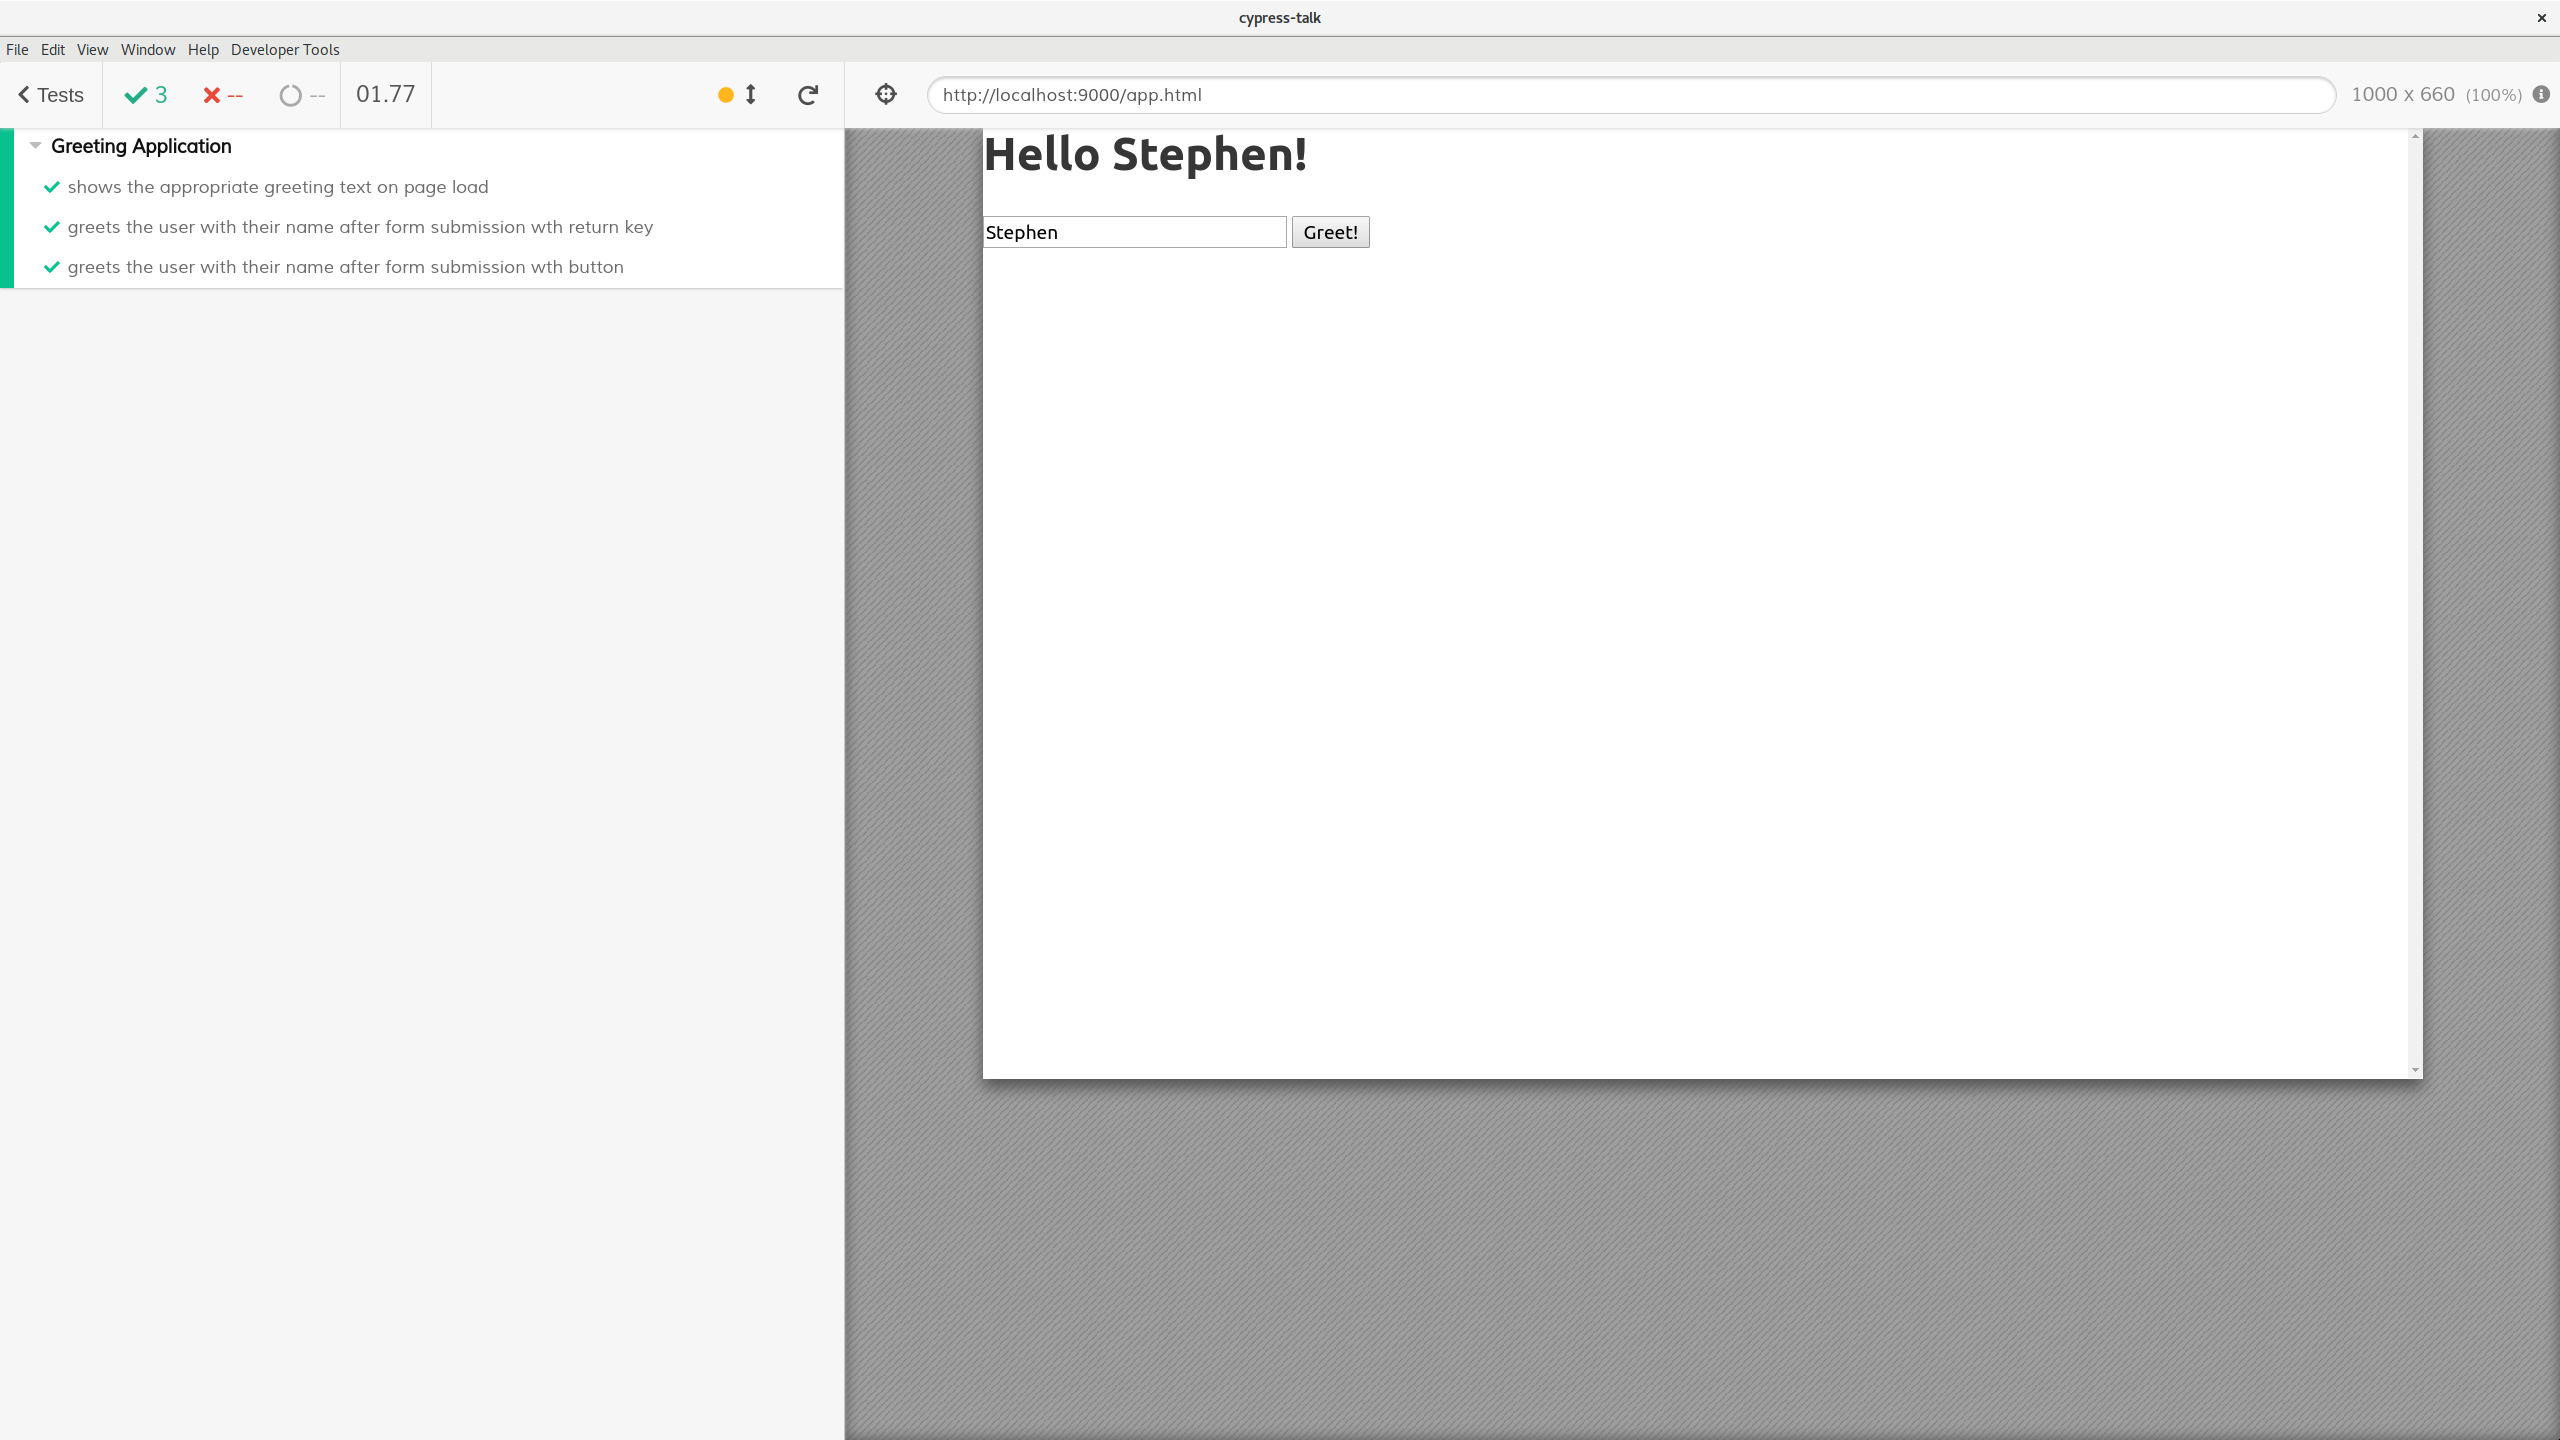 cypress-talk
File Edit View Window Help Developer Tools
Tests 3 -- -- 01.77
http://localhost:9000/app.html 1000 x 660 (100%)
Greeting Application
shows the appropriate greeting text on page load
greets the user with their name after form submission wth return key
greets the user with their name after form submission wth button
Hello Stephen!
Stephen Greet!